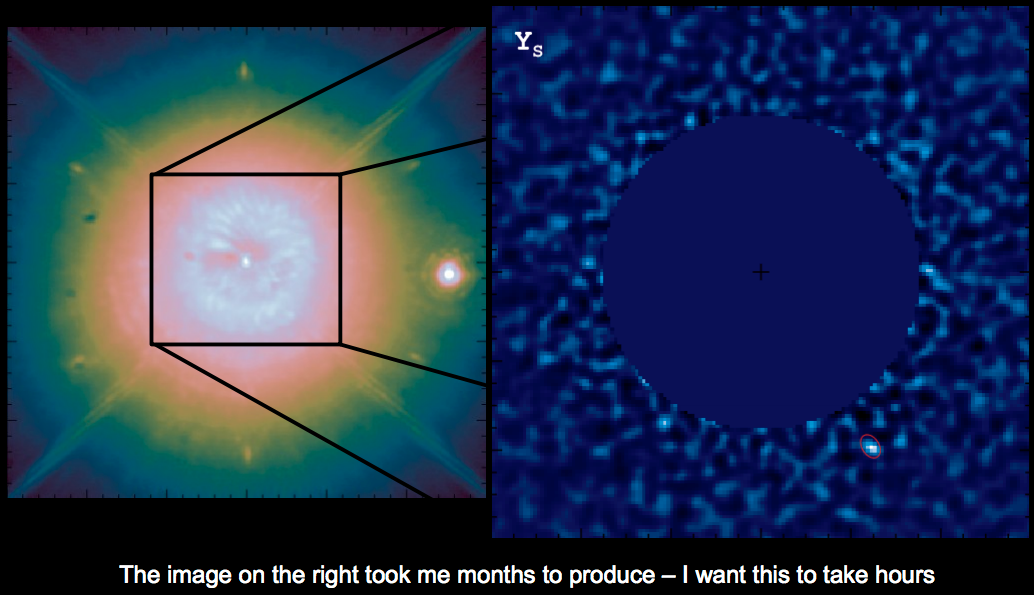 Ys
The image on the right took me months to produce – I want this to take hours